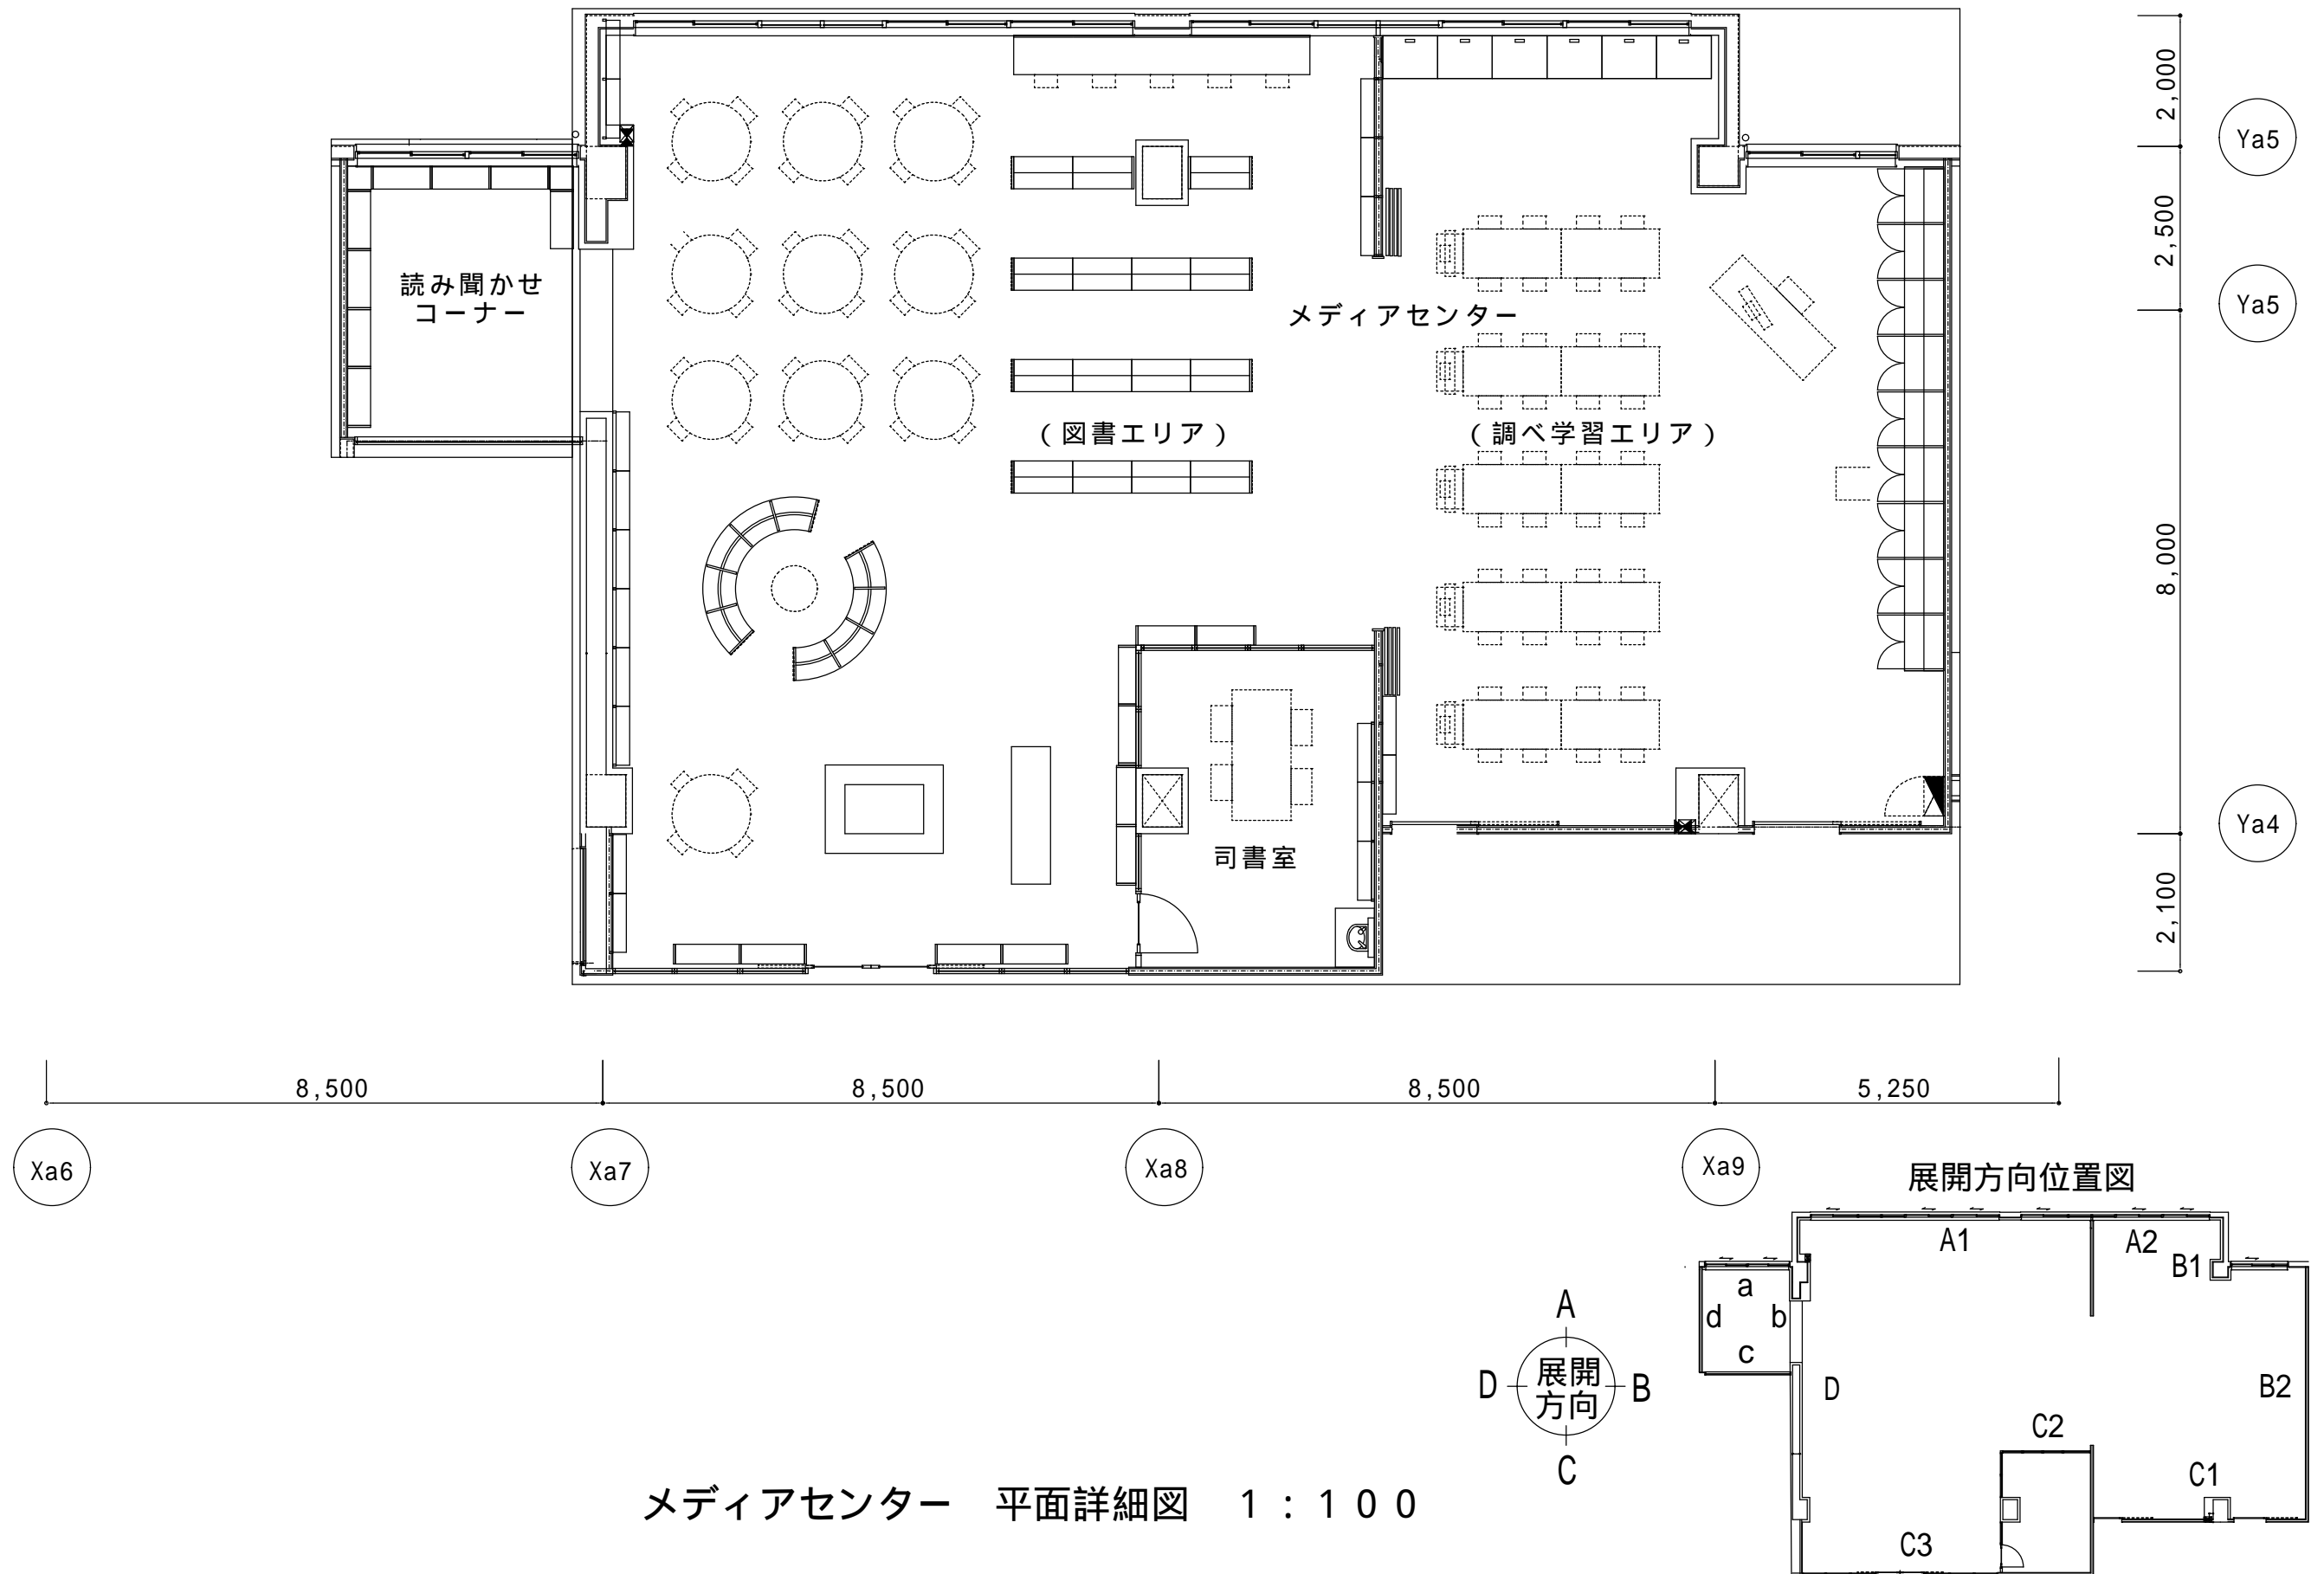 2,000
Ya5
2,500
読み聞かせ
コーナー
Ya5
メディアセンター
(図書エリア)
(調べ学習エリア)
8,000
Ya4
司書室
2,100
8,500
8,500
8,500
5,250
Xa6
Xa7
Xa8
Xa9
展開方向位置図
A1
A2
B1
a
d
b
c
A
展開
方向
D
B
C
D
B2
C2
C1
C3
メディアセンター 平面詳細図 1:100